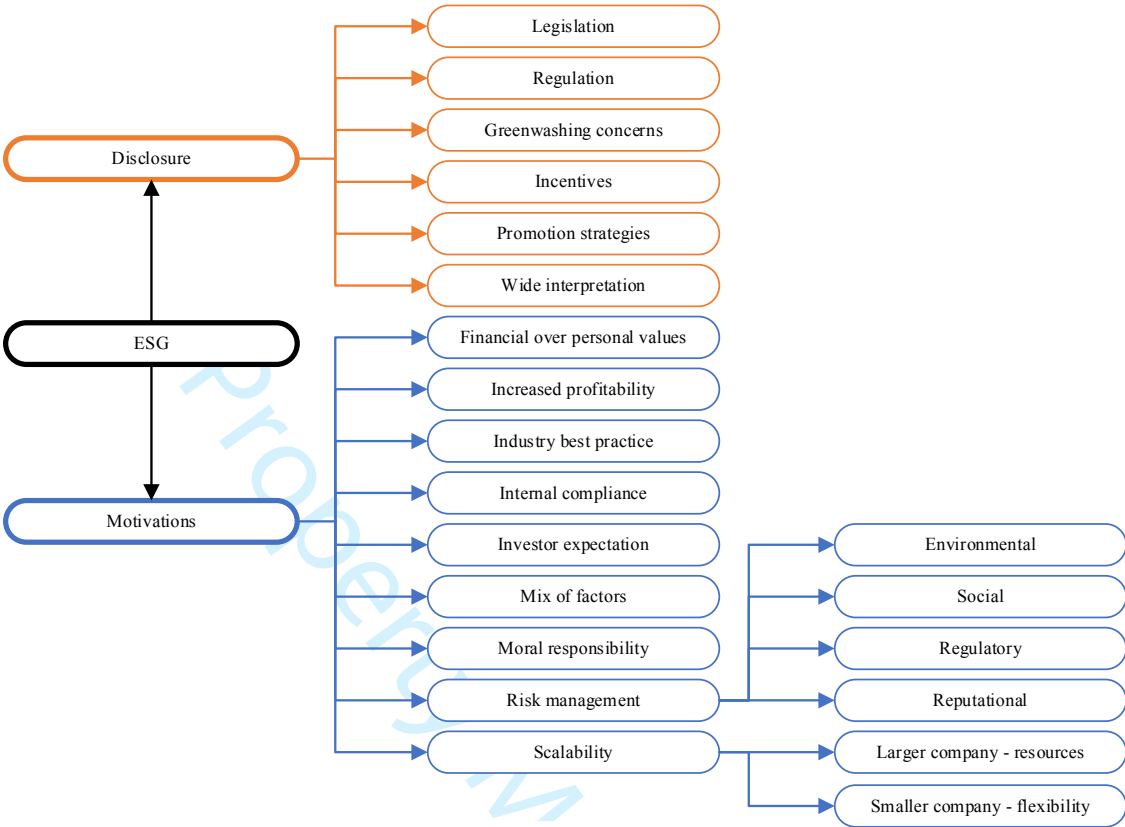 Legislation
Regulation
Greenwashing concerns
Disclosure
Incentives
Promotion strategies
Wide interpretation
ESG
Financial over personal values
Increased profitability
Industry best practice
Internal compliance
Motivations
Investor expectation
Mix of factors
Moral responsibility
Risk management
Scalability
Environmental
Social
Regulatory
Reputational
Larger company - resources
Smaller company - flexibility
Property M